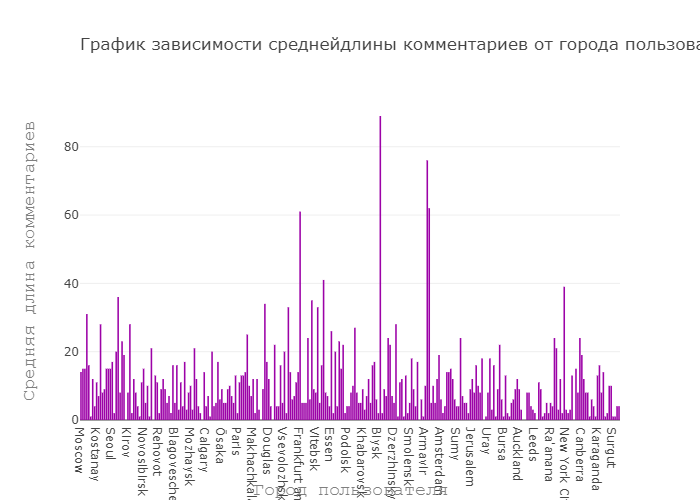 График зависимости среднейдлины комментариев от города пользова
Средняя длина комментариев
80
60
40
20
0
Moscow
Kostanay
Seoul
Kirov
Novosibirsk
Rehovot
Blagovesche
Mozhaysk
Calgary
Ōsaka
Paris
Makhachkal
Douglas
Vsevolozhsk
Frankfurt am
Vitebsk
Essen
Podolsk
Khabarovsk
Biysk
Dzerzhinsk
Smolensk
Armavir
Amsterdam
Sumy
Jerusalem
Uray
Bursa
Auckland
Leeds
Ra'anana
New York Ci
Canberra
Karaganda
Surgut
Город пользователя